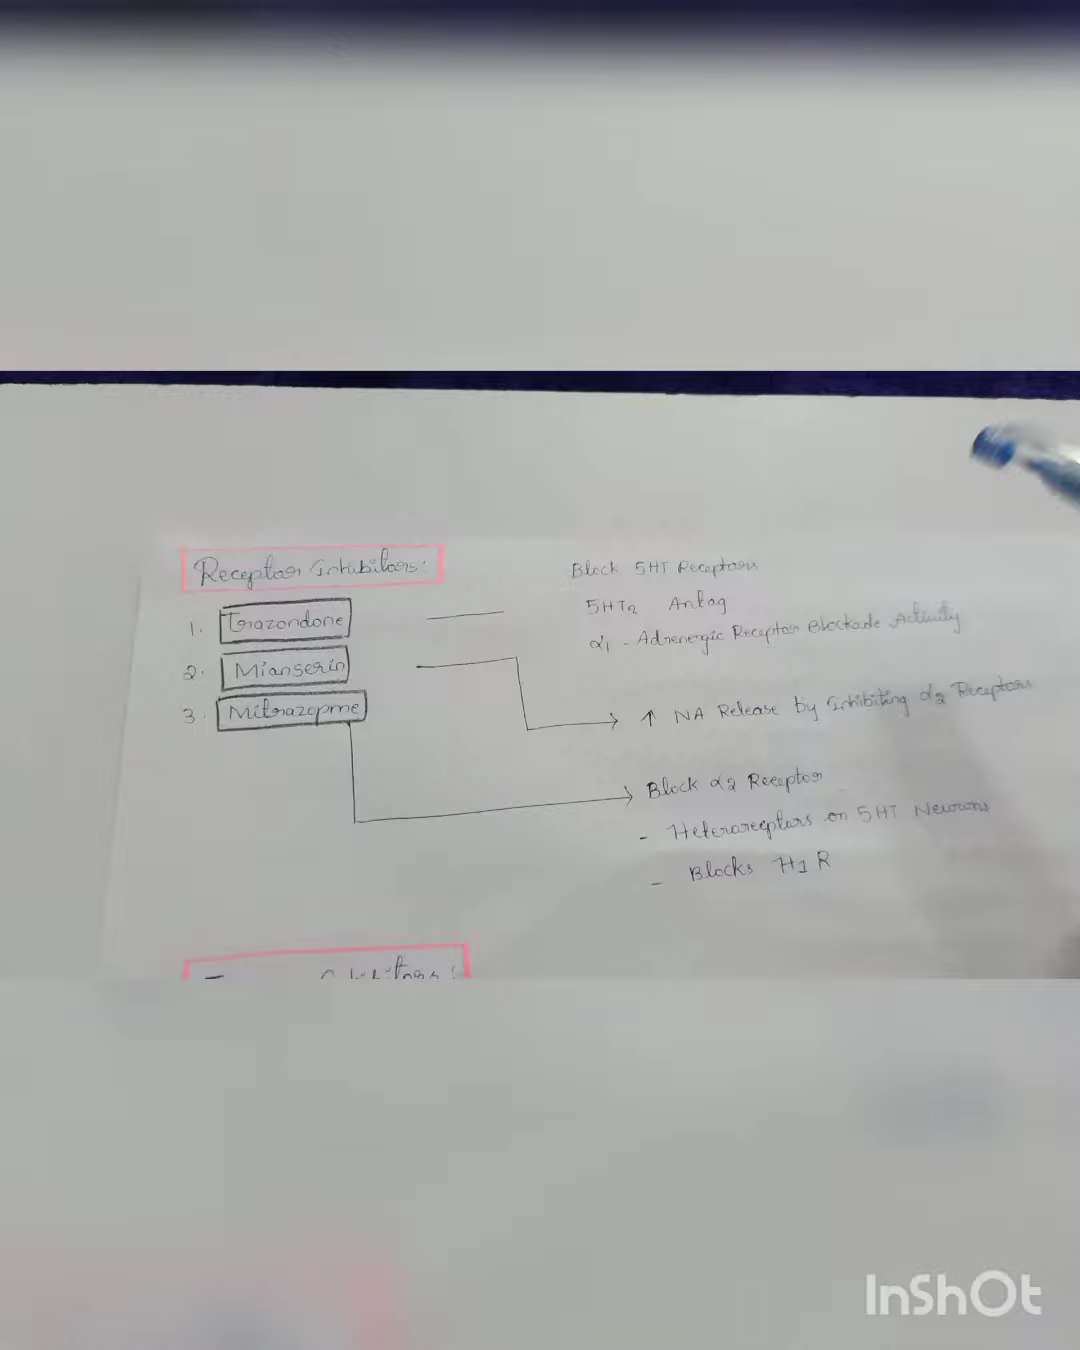 Receptor Inhibitors:
1. Trazondone
2. Mianserin
3. Mitrazopme
Block 5HT Receptors
5HT2 Antag
α1 - Adrenergic Receptor Blockade Activity
↑ NA Release by Inhibiting α2 Receptors
Block α2 Receptor
- Heteroreceptors on 5HT Neurons
- Blocks H1 R
InShOt